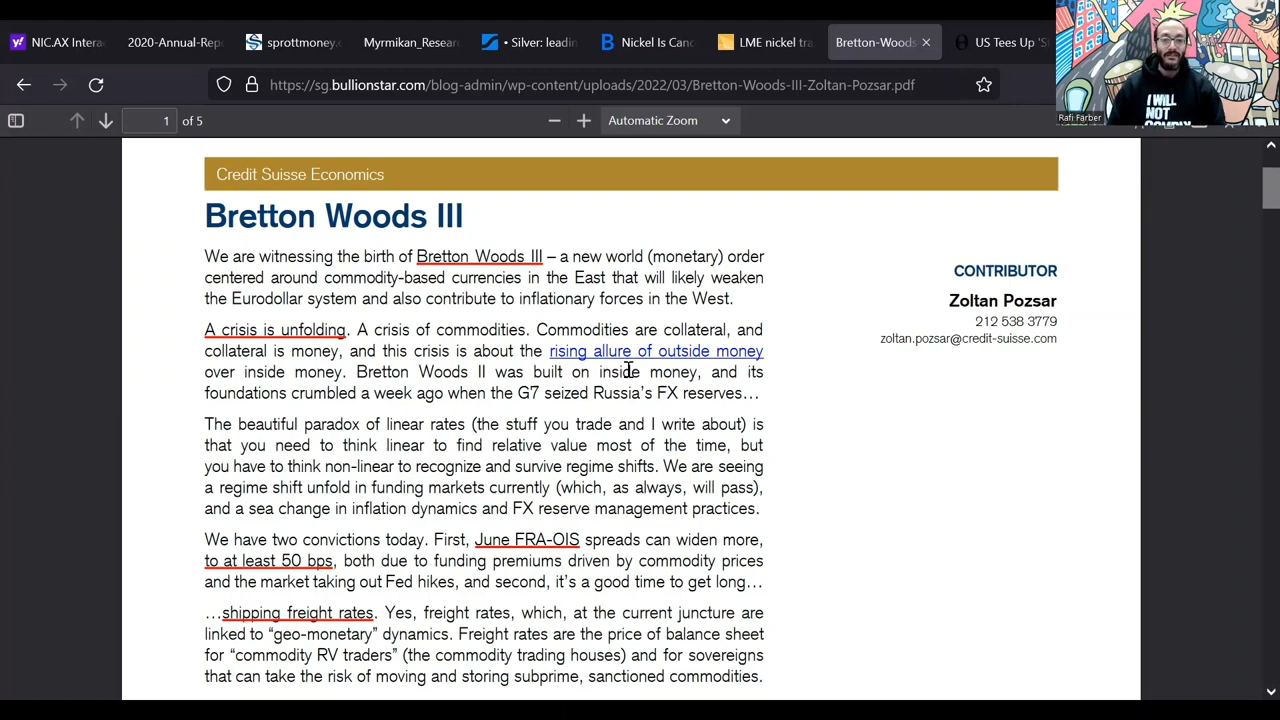 NIC.AX Intera
2020-Annual-Rep
sprottmoney.c
Myrmikan_Resear
• Silver: leadin
Nickel Is Canc
LME nickel tra
Bretton-Woods
US Tees Up 'S
https://sg.bullionstar.com/blog-admin/wp-content/uploads/2022/03/Bretton-Woods-III-Zoltan-Pozsar.pdf
1 of 5
Automatic Zoom
I WILL
NOT
COMPLY
Rafi Farber
Credit Suisse Economics
Bretton Woods III
We are witnessing the birth of Bretton Woods III – a new world (monetary) order
centered around commodity-based currencies in the East that will likely weaken
the Eurodollar system and also contribute to inflationary forces in the West.
A crisis is unfolding. A crisis of commodities. Commodities are collateral, and
collateral is money, and this crisis is about the rising allure of outside money
over inside money. Bretton Woods II was built on inside money, and its
foundations crumbled a week ago when the G7 seized Russia's FX reserves…
The beautiful paradox of linear rates (the stuff you trade and I write about) is
that you need to think linear to find relative value most of the time, but
you have to think non-linear to recognize and survive regime shifts. We are seeing
a regime shift unfold in funding markets currently (which, as always, will pass),
and a sea change in inflation dynamics and FX reserve management practices.
We have two convictions today. First, June FRA-OIS spreads can widen more,
to at least 50 bps, both due to funding premiums driven by commodity prices
and the market taking out Fed hikes, and second, it's a good time to get long…
…shipping freight rates. Yes, freight rates, which, at the current juncture are
linked to "geo-monetary" dynamics. Freight rates are the price of balance sheet
for "commodity RV traders" (the commodity trading houses) and for sovereigns
that can take the risk of moving and storing subprime, sanctioned commodities.
CONTRIBUTOR
Zoltan Pozsar
212 538 3779
zoltan.pozsar@credit-suisse.com